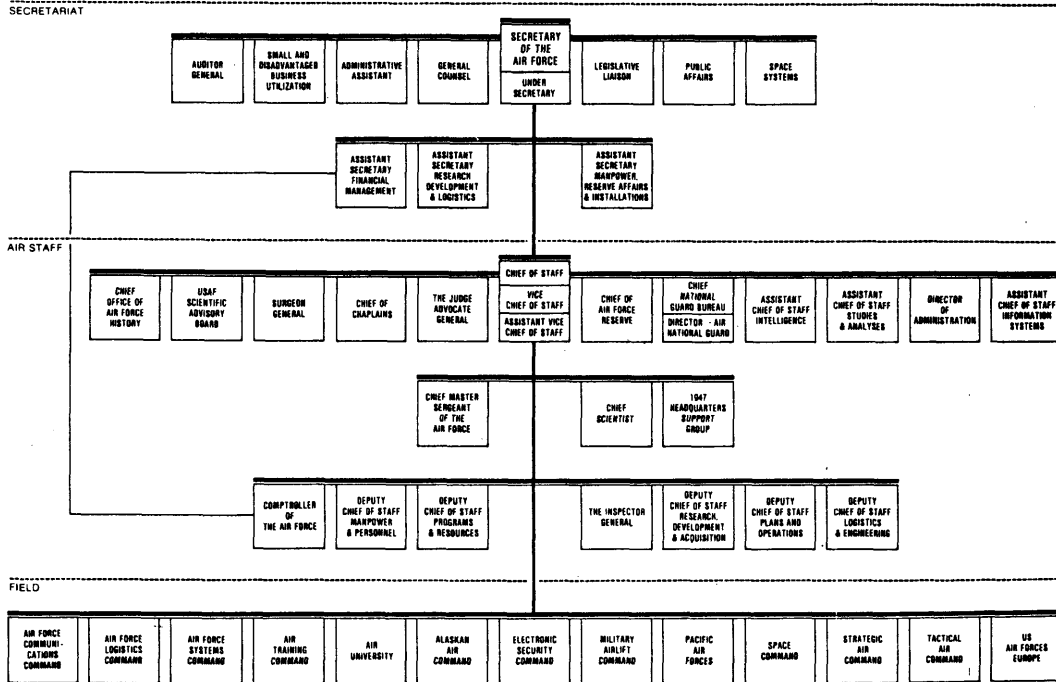 SECRETARIAT
AUDITOR
GENERAL
SMALL AND
DISADVANTAGED
BUSINESS
UTILIZATION
ADMINISTRATIVE
ASSISTANT
GENERAL
COUNSEL
SECRETARY
OF THE
AIR FORCE
UNDER
SECRETARY
LEGISLATIVE
LIAISON
PUBLIC
AFFAIRS
SPACE
SYSTEMS
ASSISTANT
SECRETARY
FINANCIAL
MANAGEMENT
ASSISTANT
SECRETARY
RESEARCH
DEVELOPMENT
& LOGISTICS
ASSISTANT
SECRETARY
MANPOWER,
RESERVE AFFAIRS
& INSTALLATIONS
AIR STAFF
CHIEF
OFFICE OF
AIR FORCE
HISTORY
USAF
SCIENTIFIC
ADVISORY
BOARD
SURGEON
GENERAL
CHIEF OF
CHAPLAINS
THE JUDGE
ADVOCATE
GENERAL
CHIEF OF STAFF
VICE
CHIEF OF STAFF
ASSISTANT VICE
CHIEF OF STAFF
CHIEF OF
AIR FORCE
RESERVE
CHIEF
NATIONAL
GUARD BUREAU
DIRECTOR - AIR
NATIONAL GUARD
ASSISTANT
CHIEF OF STAFF
INTELLIGENCE
ASSISTANT
CHIEF OF STAFF
STUDIES
& ANALYSES
DIRECTOR
OF
ADMINISTRATION
ASSISTANT
CHIEF OF STAFF
INFORMATION
SYSTEMS
CHIEF MASTER
SERGEANT
OF THE
AIR FORCE
CHIEF
SCIENTIST
1947
HEADQUARTERS
SUPPORT
GROUP
COMPTROLLER
OF
THE AIR FORCE
DEPUTY
CHIEF OF STAFF
MANPOWER
& PERSONNEL
DEPUTY
CHIEF OF STAFF
PROGRAMS
& RESOURCES
THE INSPECTOR
GENERAL
DEPUTY
CHIEF OF STAFF
RESEARCH,
DEVELOPMENT
& ACQUISITION
DEPUTY
CHIEF OF STAFF
PLANS AND
OPERATIONS
DEPUTY
CHIEF OF STAFF
LOGISTICS
& ENGINEERING
FIELD
AIR FORCE
COMMUNI-
CATIONS
COMMAND
AIR FORCE
LOGISTICS
COMMAND
AIR FORCE
SYSTEMS
COMMAND
AIR
TRAINING
COMMAND
AIR
UNIVERSITY
ALASKAN
AIR
COMMAND
ELECTRONIC
SECURITY
COMMAND
MILITARY
AIRLIFT
COMMAND
PACIFIC
AIR
FORCES
SPACE
COMMAND
STRATEGIC
AIR
COMMAND
TACTICAL
AIR
COMMAND
US
AIR FORCES
EUROPE